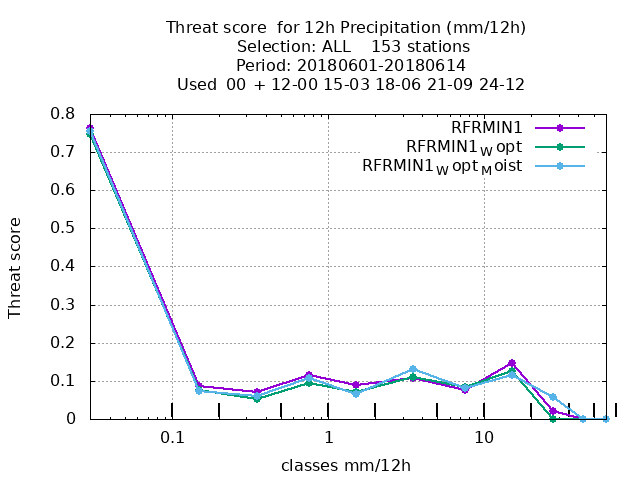 Threat score  for 12h Precipitation (mm/12h)
Selection: ALL    153 stations
Period: 20180601-20180614
Used  00 + 12-00 15-03 18-06 21-09 24-12
RFRMIN1
RFRMIN1Wopt
RFRMIN1WoptMoist
0.8
0.7
0.6
0.5
0.4
0.3
0.2
0.1
0
Threat score
0.1 1 10
classes mm/12h